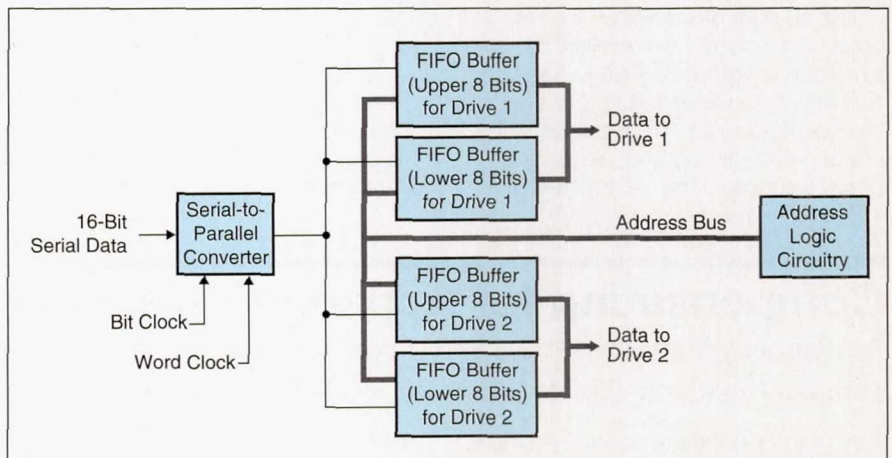 FIFO Buffer
(Upper 8 Bits)
for Drive 1
Data to
Drive 1
FIFO Buffer
(Lower 8 Bits)
for Drive 1
16-Bit
Serial Data
Serial-to-
Parallel
Converter
Address Bus
Address
Logic
Circuitry
FIFO Buffer
(Upper 8 Bits)
for Drive 2
Bit Clock
Data to
Drive 2
Word Clock
FIFO Buffer
(Lower 8 Bits)
for Drive 2